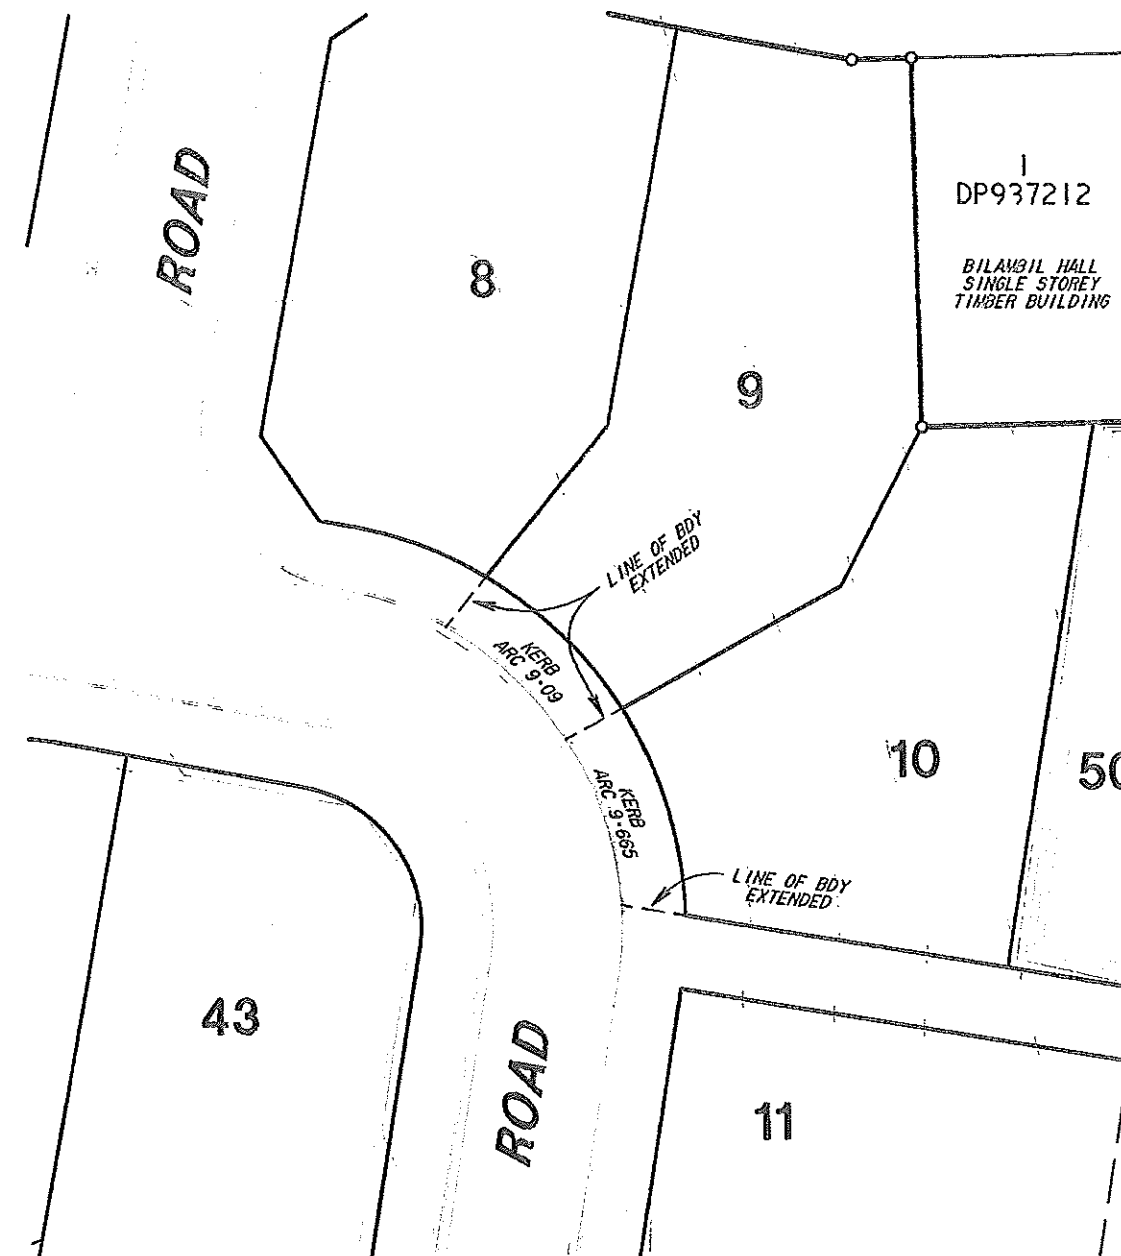 ROAD
8
1
DP937212
BILAMBIL HALL
SINGLE STOREY
TIMBER BUILDING
9
LINE OF BDY
EXTENDED
KERB
ARC 9·09
10
50
KERB
ARC 9·665
LINE OF BDY
EXTENDED
43
ROAD
11